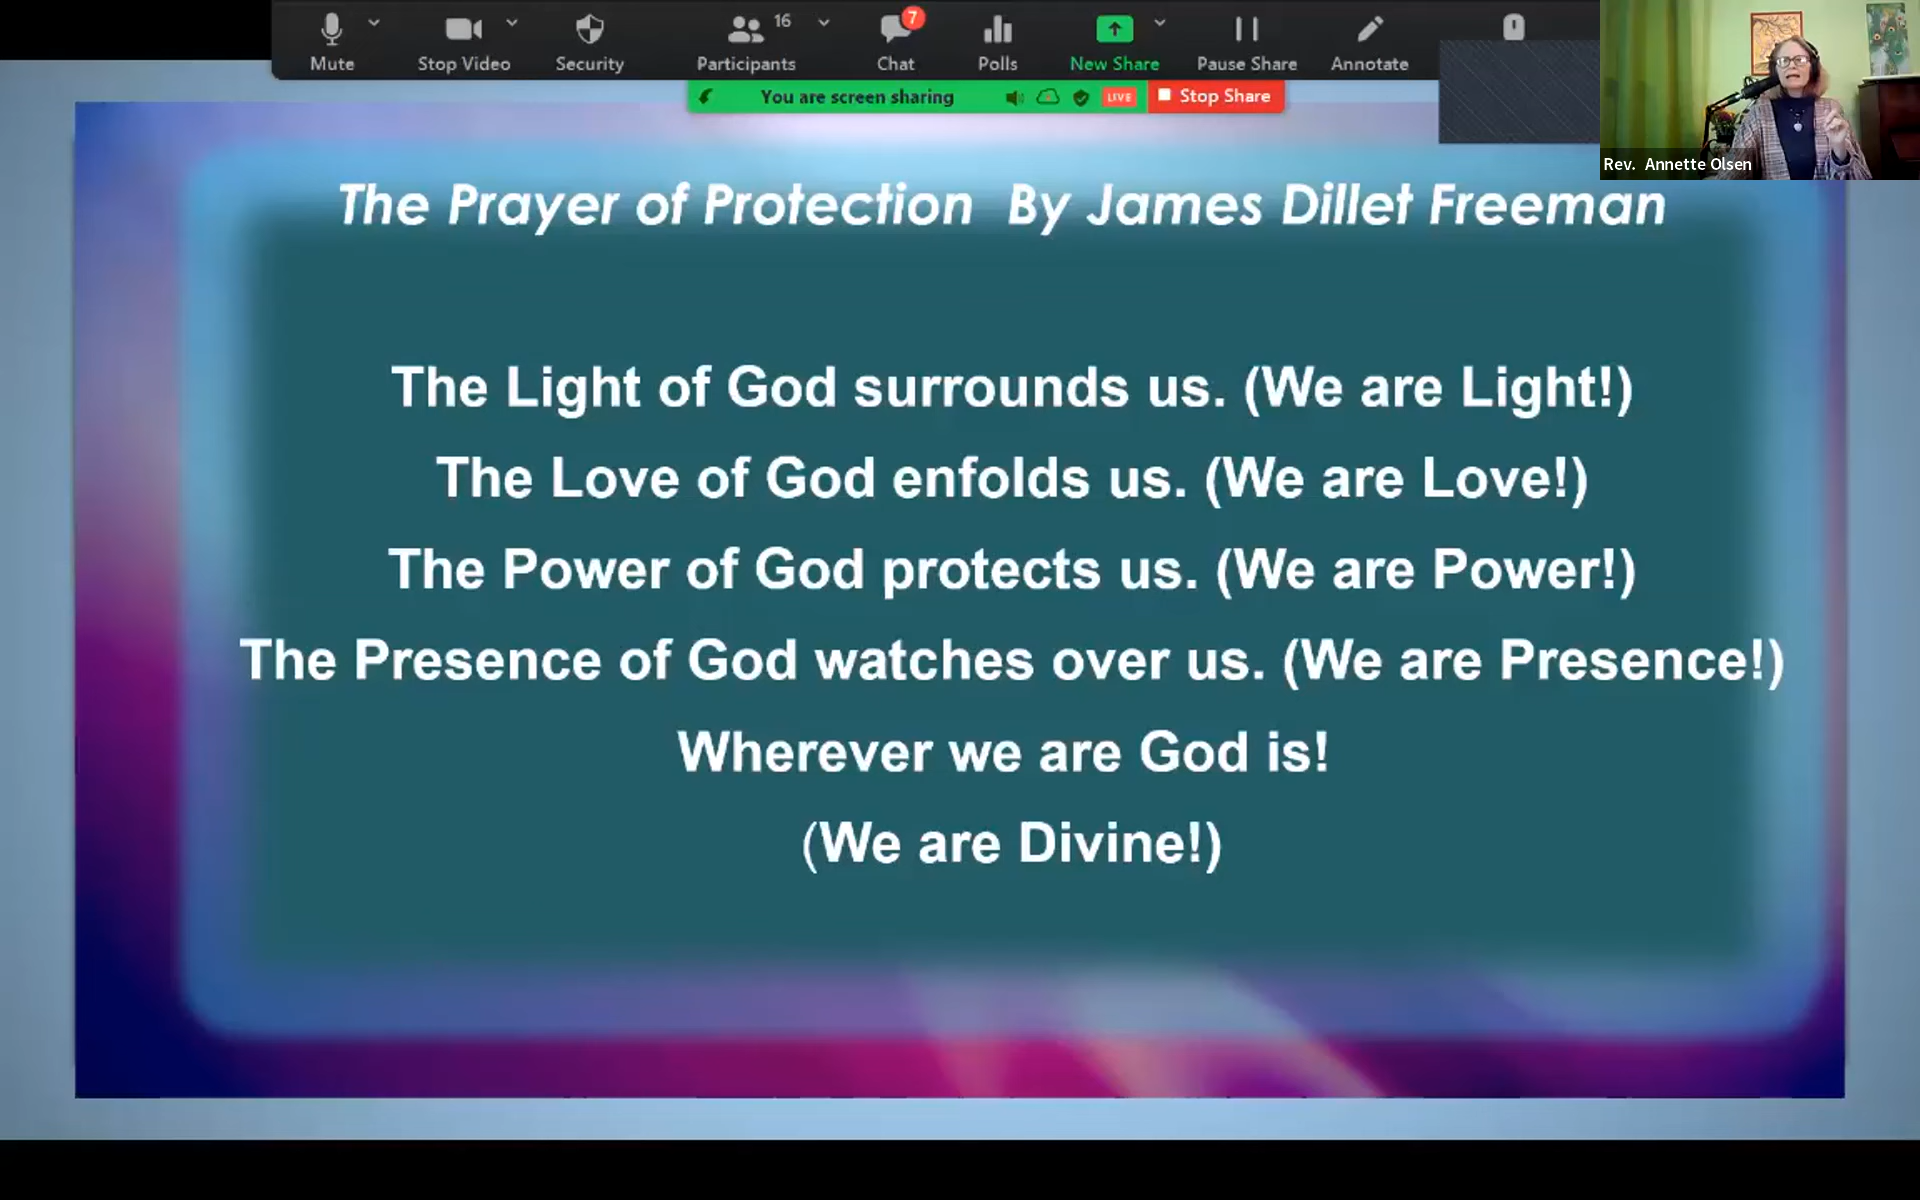 16
7
Mute
Stop Video
Security
Participants
Chat
Polls
New Share
Pause Share
Annotate
You are screen sharing
LIVE
Stop Share
Rev. Annette Olsen
The Prayer of Protection By James Dillet Freeman
The Light of God surrounds us. (We are Light!)
The Love of God enfolds us. (We are Love!)
The Power of God protects us. (We are Power!)
The Presence of God watches over us. (We are Presence!)
Wherever we are God is!
(We are Divine!)